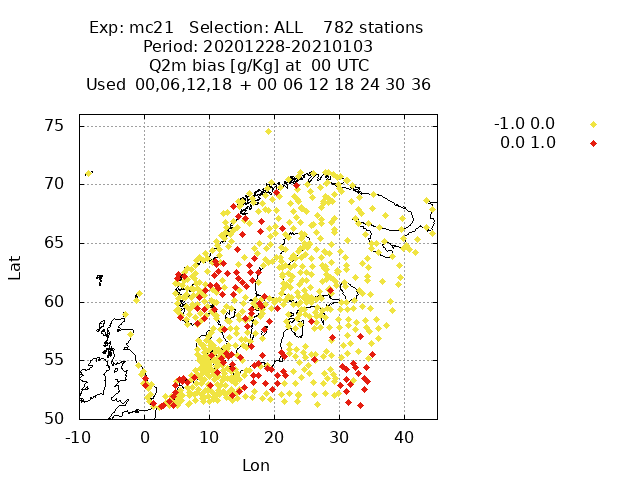 Exp: mc21 Selection: ALL 782 stations
Period: 20201228-20210103
Q2m bias [g/Kg] at 00 UTC
Used 00,06,12,18 + 00 06 12 18 24 30 36
-1.0 0.0
0.0 1.0
75
70
65
60
55
50
Lat
-10 0 10 20 30 40
Lon